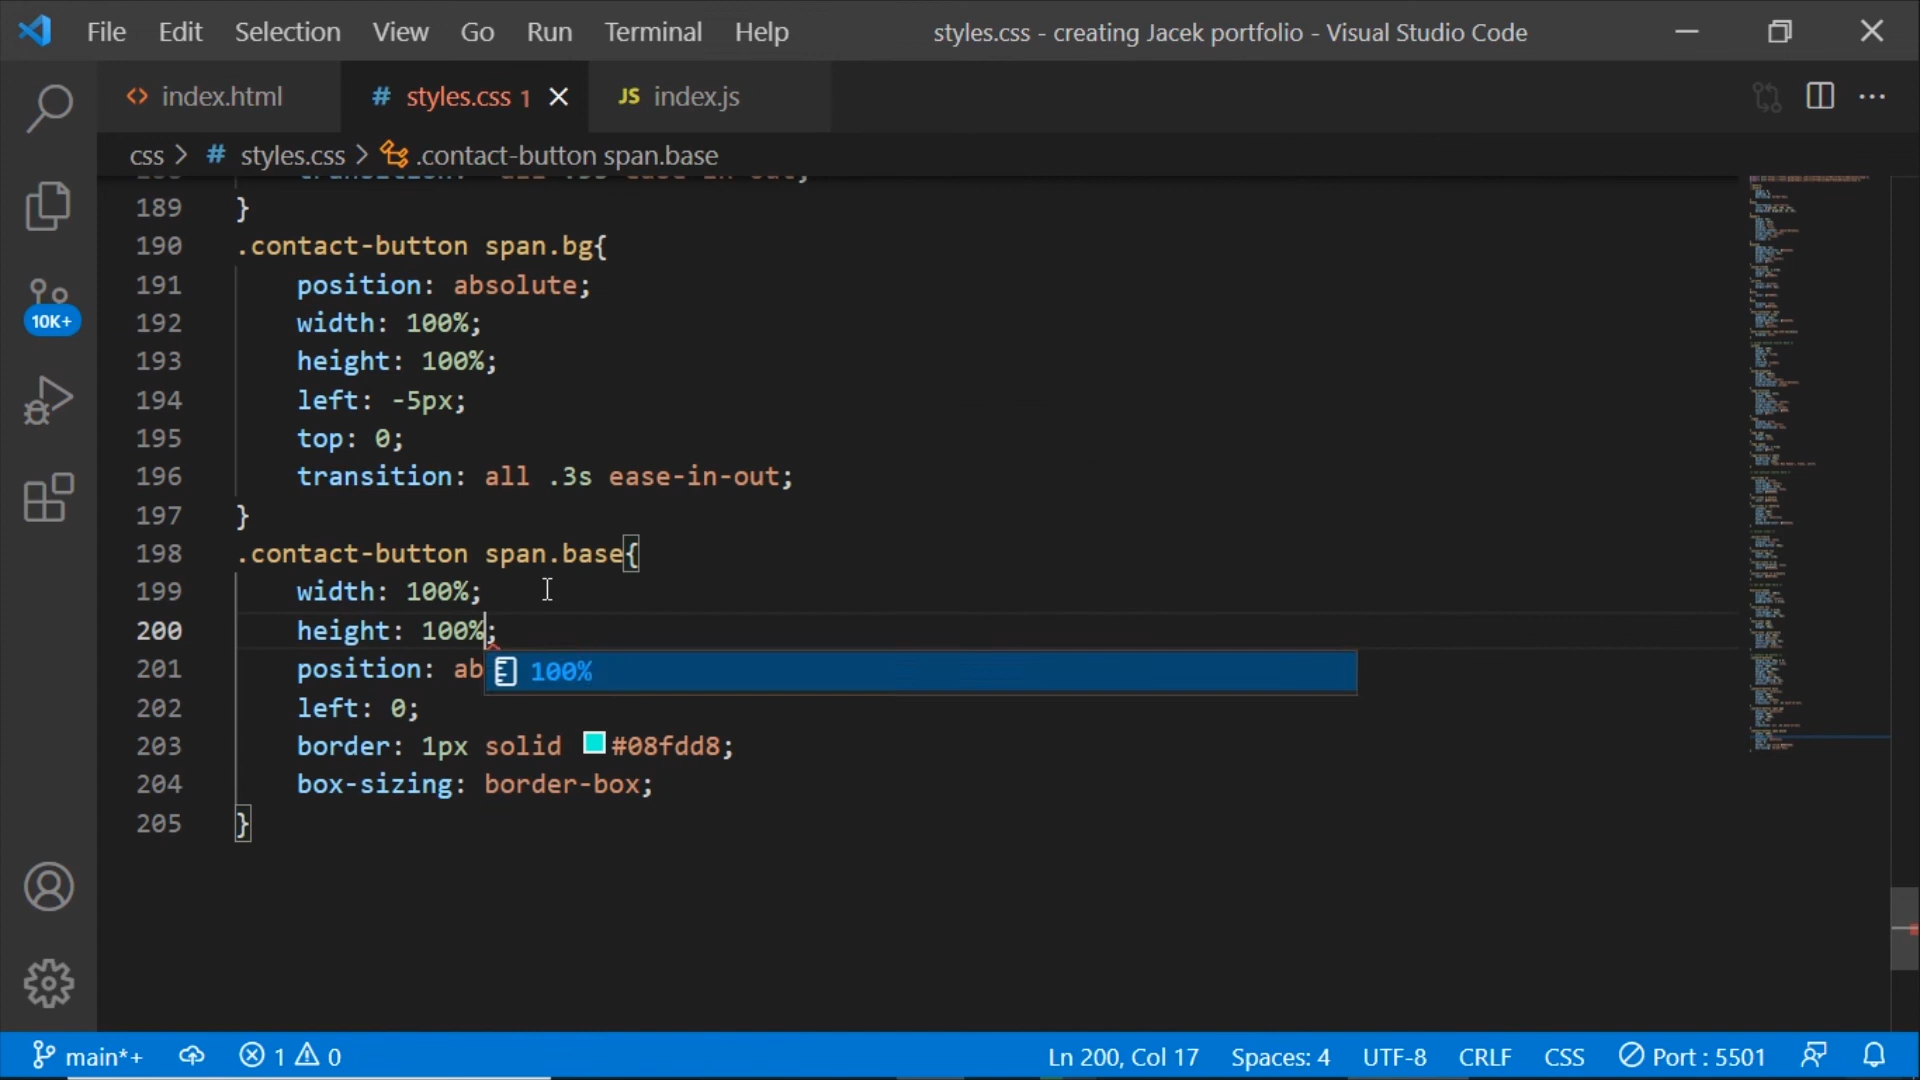 File Edit Selection View Go Run Terminal Help styles.css - creating Jacek portfolio - Visual Studio Code
<> index.html # styles.css 1 JS index.js
css > # styles.css > .contact-button span.base
189 }
190 .contact-button span.bg{
191 position: absolute;
192 width: 100%;
193 height: 100%;
194 left: -5px;
195 top: 0;
196 transition: all .3s ease-in-out;
197 }
198 .contact-button span.base{
199 width: 100%;
200 height: 100%;
201 position: ab
100%
202 left: 0;
203 border: 1px solid #08fdd8;
204 box-sizing: border-box;
205 }
10K+
main*+ 1 0 Ln 200, Col 17 Spaces: 4 UTF-8 CRLF CSS Port : 5501